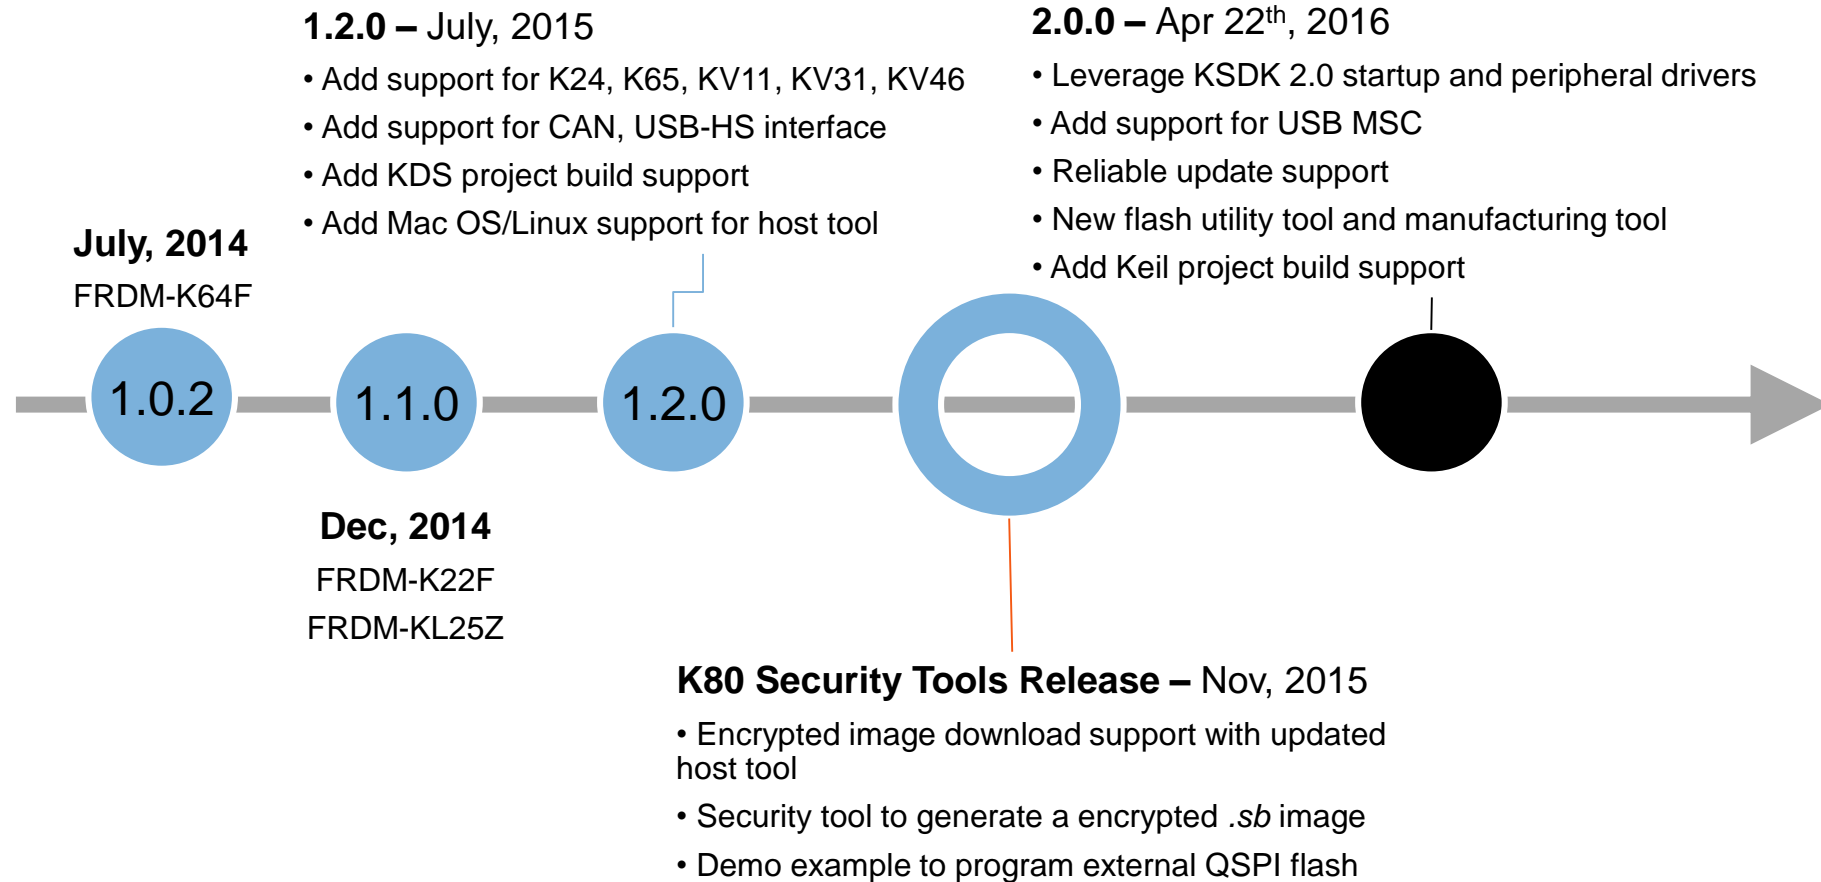 1.2.0 – July, 2015
• Add support for K24, K65, KV11, KV31, KV46
• Add support for CAN, USB-HS interface
• Add KDS project build support
• Add Mac OS/Linux support for host tool
2.0.0 – Apr 22th, 2016
• Leverage KSDK 2.0 startup and peripheral drivers
• Add support for USB MSC
• Reliable update support
• New flash utility tool and manufacturing tool
• Add Keil project build support
July, 2014
FRDM-K64F
1.0.2
1.1.0
1.2.0
Dec, 2014
FRDM-K22F
FRDM-KL25Z
K80 Security Tools Release – Nov, 2015
• Encrypted image download support with updated
host tool
• Security tool to generate a encrypted .sb image
• Demo example to program external QSPI flash